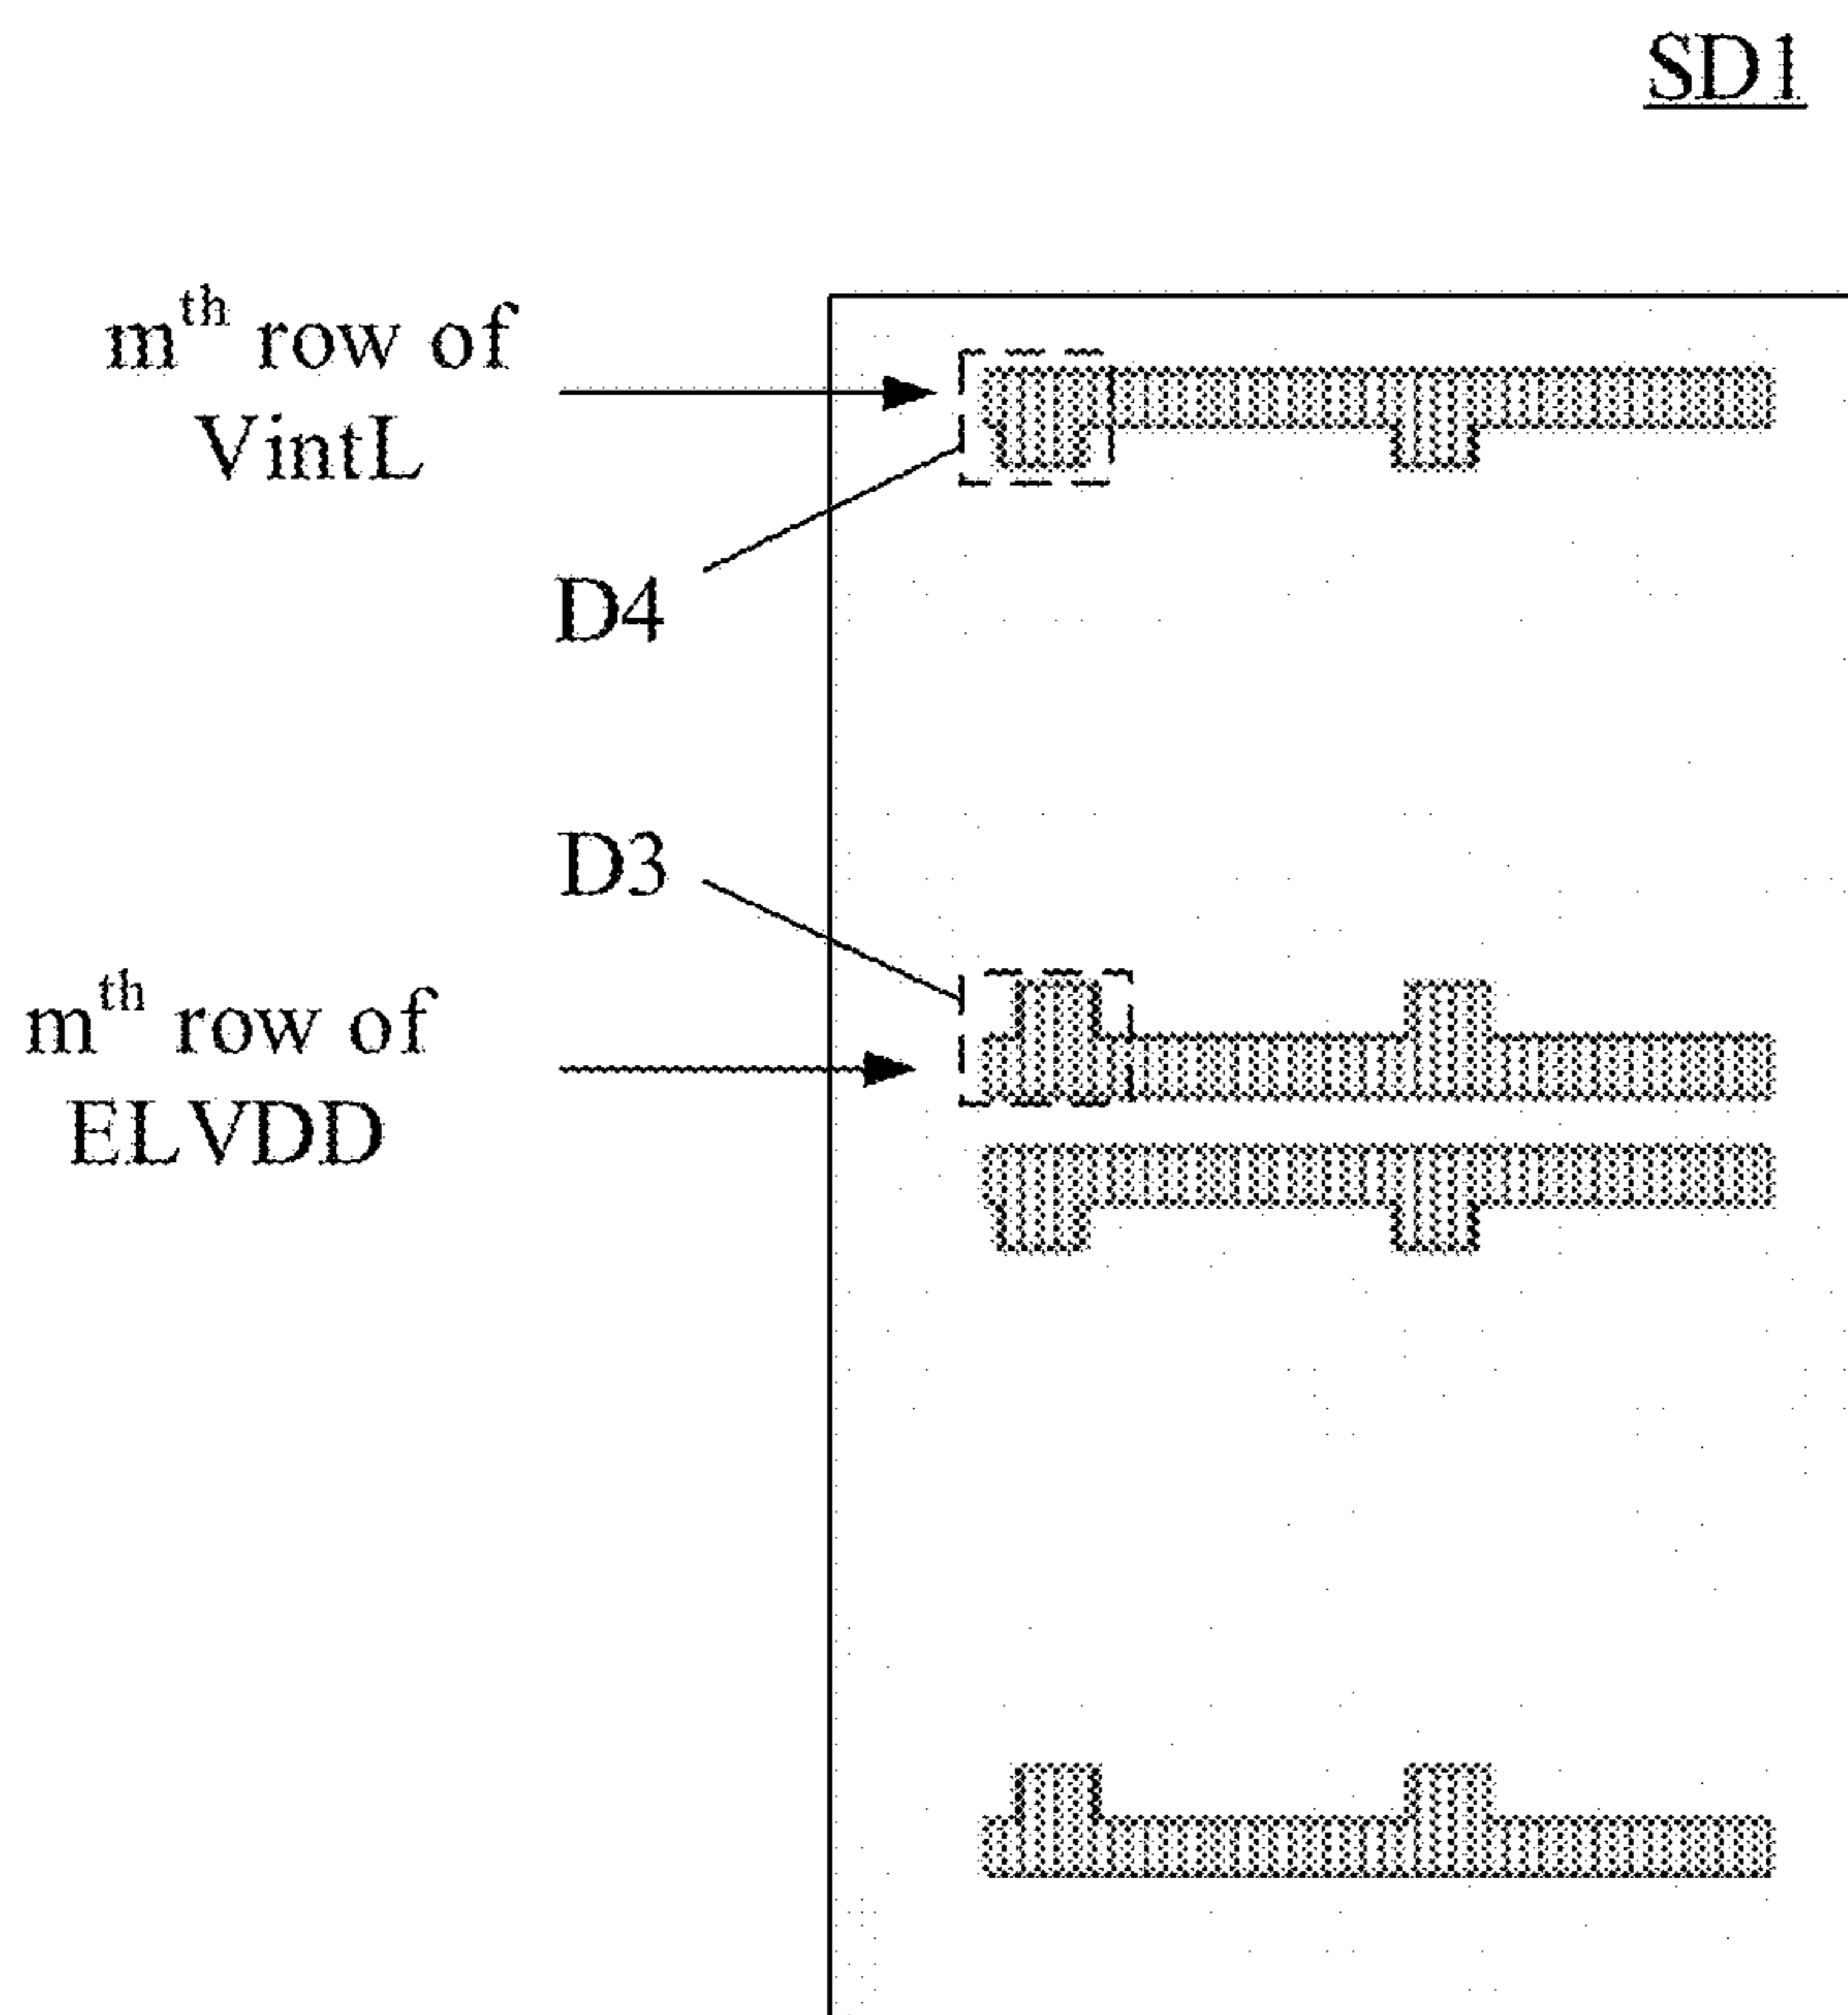 SD1
mth row of
VintL
D4
D3
mth row of
ELVDD